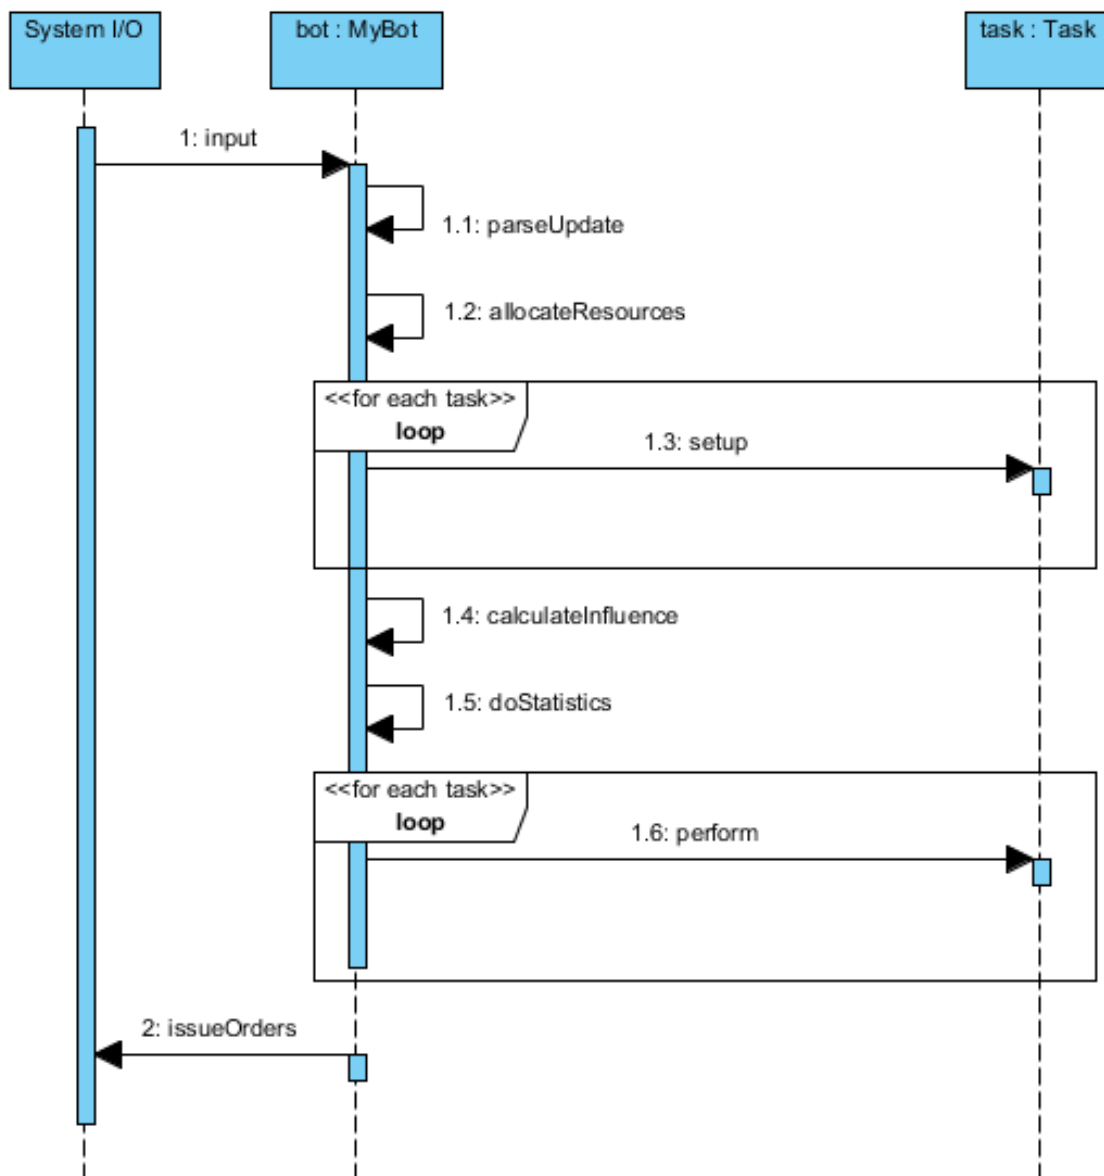 System I/O
bot : MyBot
task : Task
1: input
1.1: parseUpdate
1.2: allocateResources
<<for each task>>
loop
1.3: setup
1.4: calculateInfluence
1.5: doStatistics
<<for each task>>
loop
1.6: perform
2: issueOrders